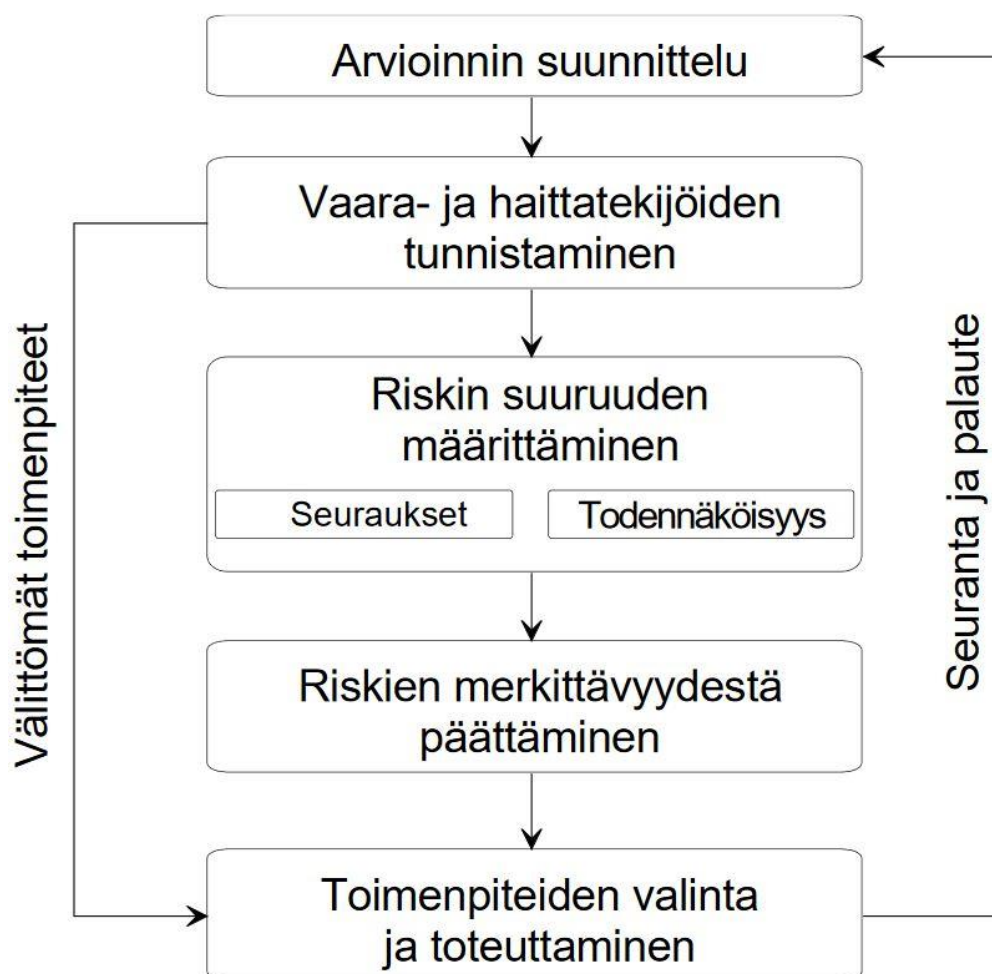 Arvioinnin suunnittelu
Vaara- ja haittatekijöiden
tunnistaminen
Riskin suuruuden
määrittäminen
Seuraukset
Todennäköisyys
Riskien merkittävyydestä
päättäminen
Toimenpiteiden valinta
ja toteuttaminen
Välittömät toimenpiteet
Seuranta ja palaute